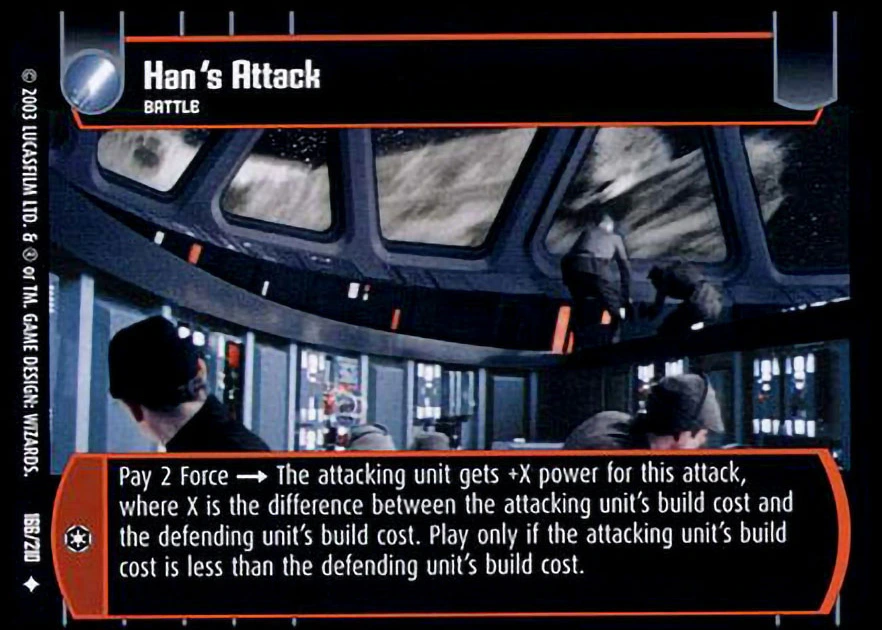 Han's Attack
BATTLE
Pay 2 Force → The attacking unit gets +X power for this attack,
where X is the difference between the attacking unit's build cost and
the defending unit's build cost. Play only if the attacking unit's build
cost is less than the defending unit's build cost.
© 2003 LUCASFILM LTD. & ® or TM. GAME DESIGN: WIZARDS. 166/210